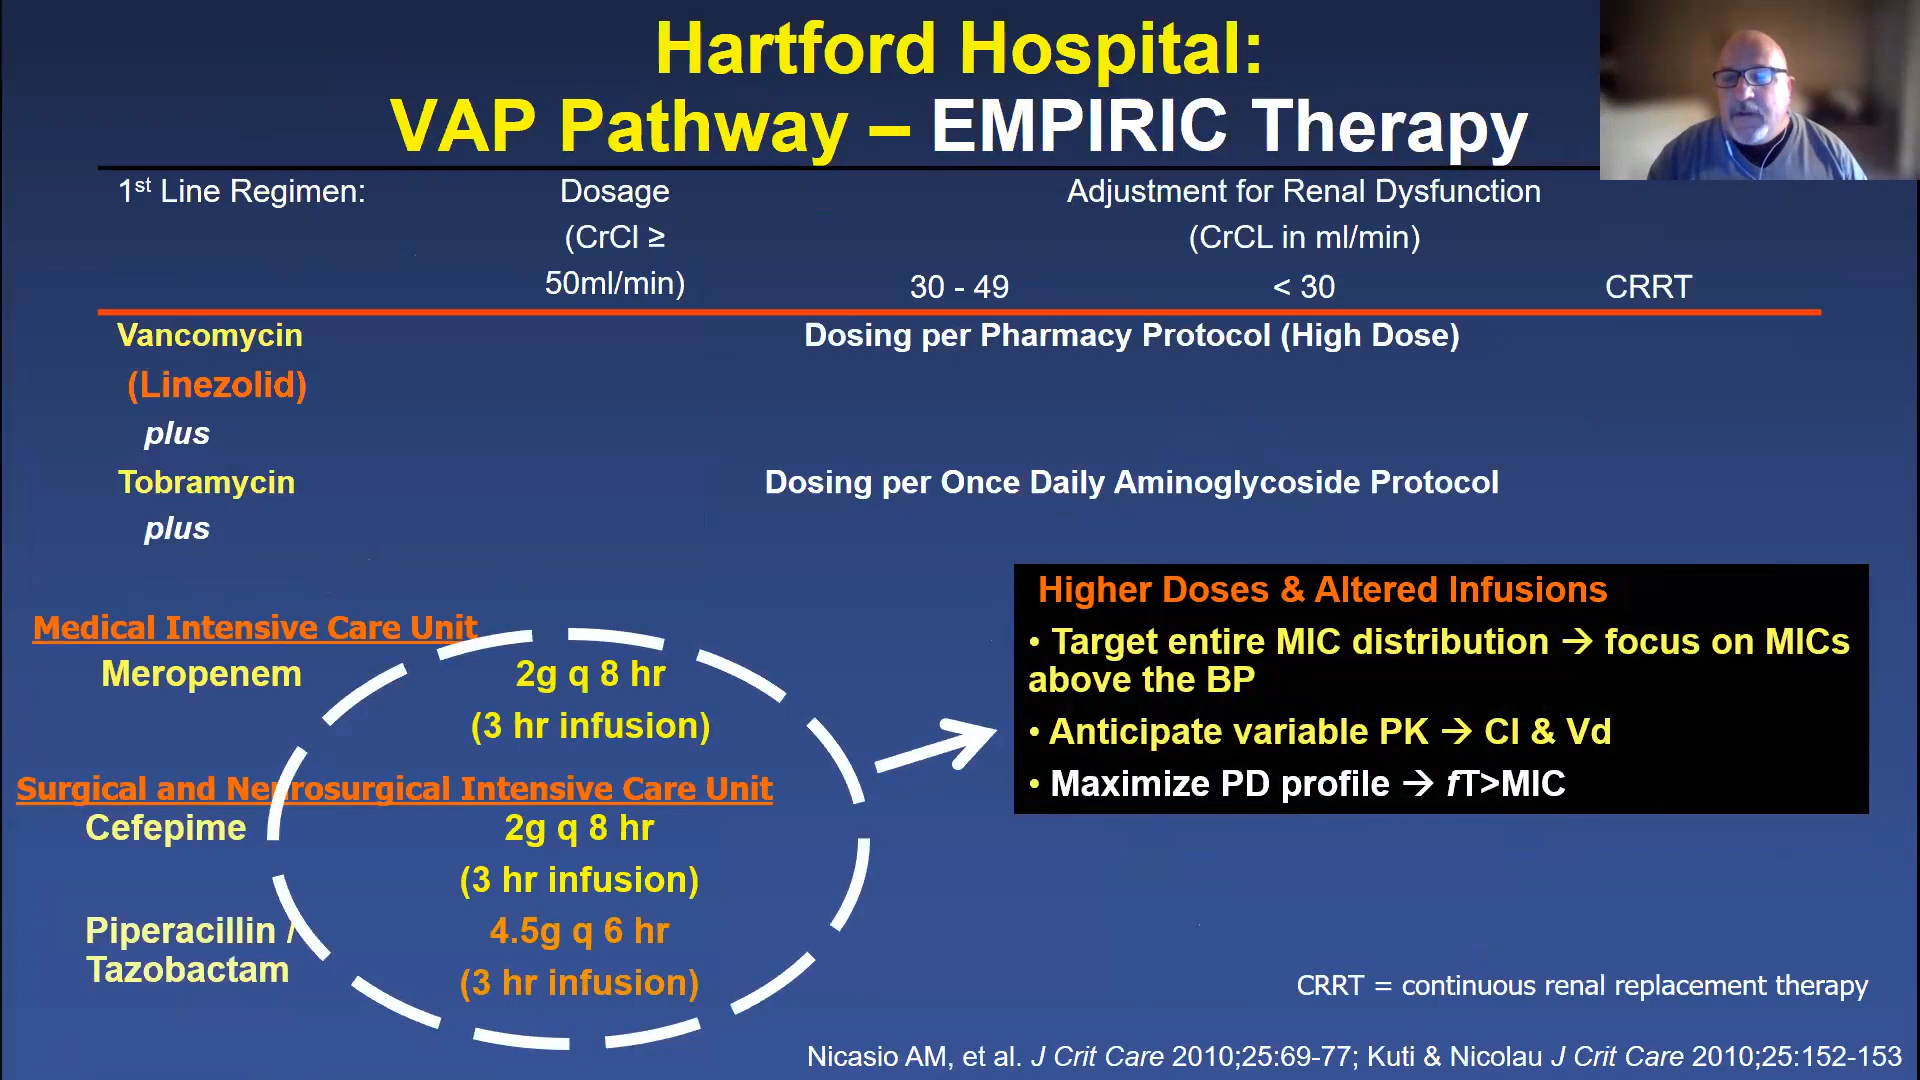 Hartford Hospital:
VAP Pathway – EMPIRIC Therapy
1st Line Regimen:
Dosage
(CrCl ≥
50ml/min)
Adjustment for Renal Dysfunction
(CrCL in ml/min)
30 - 49
< 30
CRRT
Vancomycin
Dosing per Pharmacy Protocol (High Dose)
(Linezolid)
plus
Tobramycin
Dosing per Once Daily Aminoglycoside Protocol
plus
Medical Intensive Care Unit
Meropenem
2g q 8 hr
(3 hr infusion)
Surgical and Neurosurgical Intensive Care Unit
Cefepime
2g q 8 hr
(3 hr infusion)
Piperacillin /
Tazobactam
4.5g q 6 hr
(3 hr infusion)
Higher Doses & Altered Infusions
• Target entire MIC distribution → focus on MICs
above the BP
• Anticipate variable PK → Cl & Vd
• Maximize PD profile → fT>MIC
CRRT = continuous renal replacement therapy
Nicasio AM, et al. J Crit Care 2010;25:69-77; Kuti & Nicolau J Crit Care 2010;25:152-153